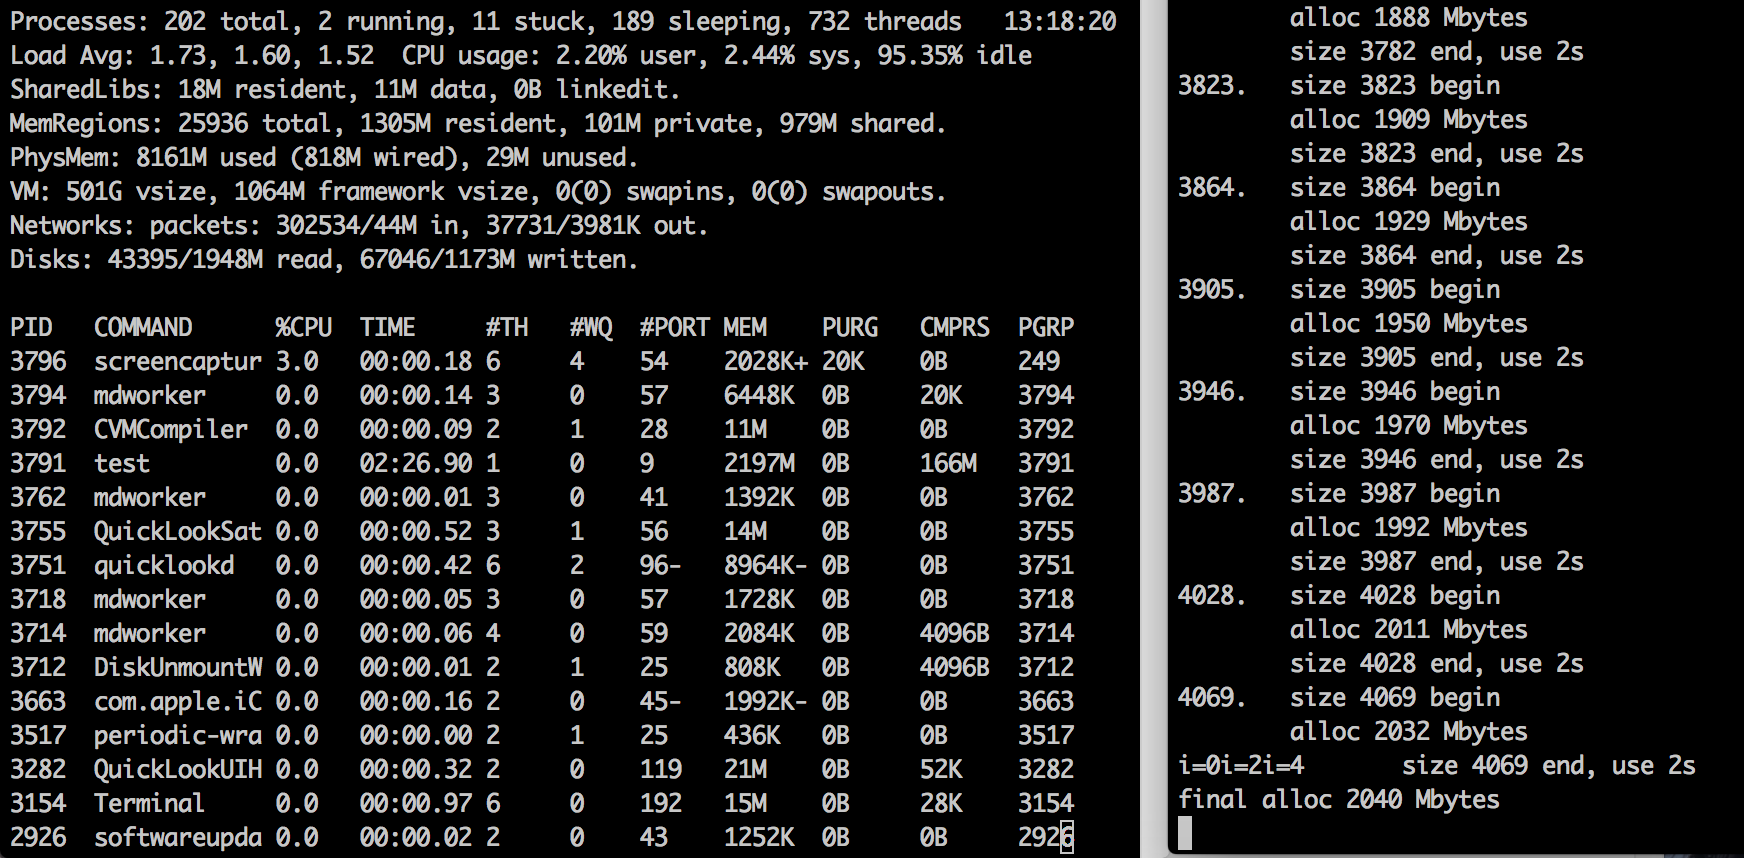 Processes: 202 total, 2 running, 11 stuck, 189 sleeping, 732 threads   13:18:20
Load Avg: 1.73, 1.60, 1.52  CPU usage: 2.20% user, 2.44% sys, 95.35% idle
SharedLibs: 18M resident, 11M data, 0B linkedit.
MemRegions: 25936 total, 1305M resident, 101M private, 979M shared.
PhysMem: 8161M used (818M wired), 29M unused.
VM: 501G vsize, 1064M framework vsize, 0(0) swapins, 0(0) swapouts.
Networks: packets: 302534/44M in, 37731/3981K out.
Disks: 43395/1948M read, 67046/1173M written.
PID   COMMAND      %CPU  TIME     #TH   #WQ  #PORT MEM    PURG   CMPRS  PGRP
3796  screencaptur 3.0   00:00.18 6     4    54    2028K+ 20K    0B     249
3794  mdworker     0.0   00:00.14 3     0    57    6448K  0B     20K    3794
3792  CVMCompiler  0.0   00:00.09 2     1    28    11M    0B     0B     3792
3791  test         0.0   02:26.90 1     0    9     2197M  0B     166M   3791
3762  mdworker     0.0   00:00.01 3     0    41    1392K  0B     0B     3762
3755  QuickLookSat 0.0   00:00.52 3     1    56    14M    0B     0B     3755
3751  quicklookd   0.0   00:00.42 6     2    96-   8964K- 0B     0B     3751
3718  mdworker     0.0   00:00.05 3     0    57    1728K  0B     0B     3718
3714  mdworker     0.0   00:00.06 4     0    59    2084K  0B     4096B  3714
3712  DiskUnmountW 0.0   00:00.01 2     1    25    808K   0B     4096B  3712
3663  com.apple.iC 0.0   00:00.16 2     0    45-   1992K- 0B     0B     3663
3517  periodic-wra 0.0   00:00.00 2     1    25    436K   0B     0B     3517
3282  QuickLookUIH 0.0   00:00.32 2     0    119   21M    0B     52K    3282
3154  Terminal     0.0   00:00.97 6     0    192   15M    0B     28K    3154
2926  softwareupda 0.0   00:00.02 2     0    43    1252K  0B     0B     2926
alloc 1888 Mbytes
size 3782 end, use 2s
3823.   size 3823 begin
alloc 1909 Mbytes
size 3823 end, use 2s
3864.   size 3864 begin
alloc 1929 Mbytes
size 3864 end, use 2s
3905.   size 3905 begin
alloc 1950 Mbytes
size 3905 end, use 2s
3946.   size 3946 begin
alloc 1970 Mbytes
size 3946 end, use 2s
3987.   size 3987 begin
alloc 1992 Mbytes
size 3987 end, use 2s
4028.   size 4028 begin
alloc 2011 Mbytes
size 4028 end, use 2s
4069.   size 4069 begin
alloc 2032 Mbytes
i=0i=2i=4       size 4069 end, use 2s
final alloc 2040 Mbytes